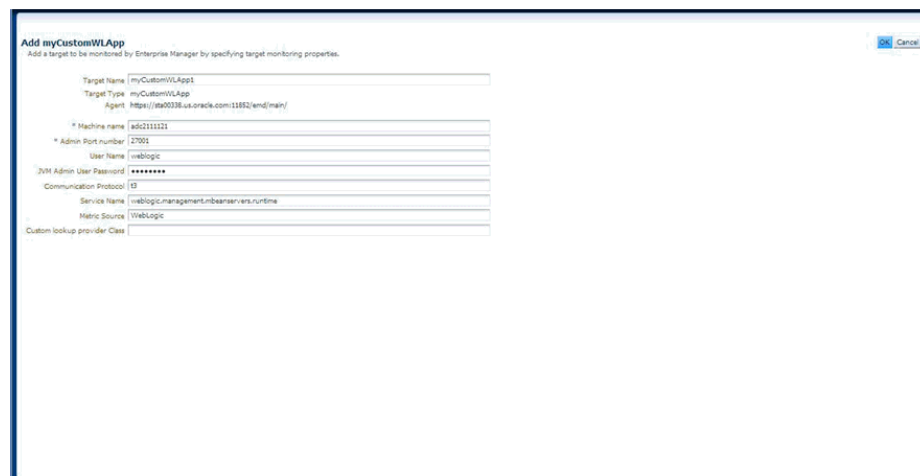 Add myCustomWLApp
OK Cancel
Add a target to be monitored by Enterprise Manager by specifying target monitoring properties.
Target Name myCustomWLApp1
Target Type myCustomWLApp
Agent https://sta00338.us.oracle.com:11852/emd/main/
* Machine name adc2111121
* Admin Port number 27001
User Name weblogic
JVM Admin User Password ••••••••
Communication Protocol t3
Service Name weblogic.management.mbeanservers.runtime
Metric Source WebLogic
Custom lookup provider Class